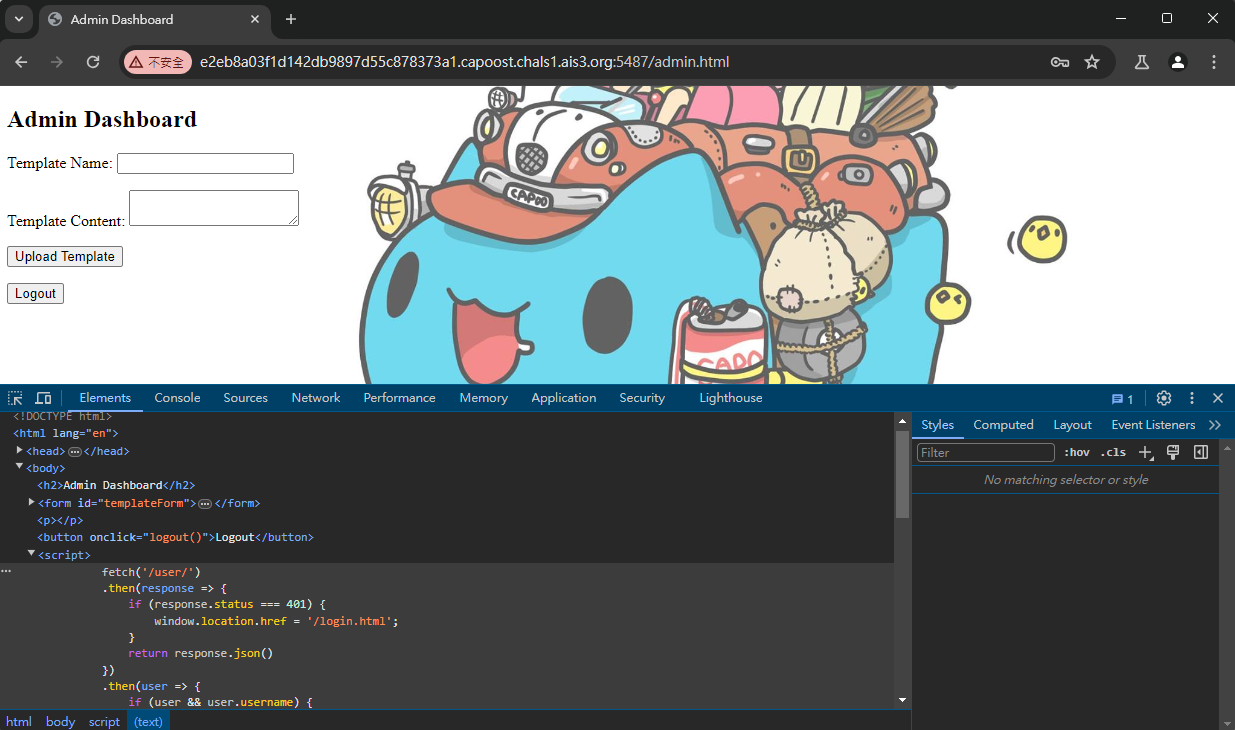 Admin Dashboard
不安全 e2eb8a03f1d142db9897d55c878373a1.capoost.chals1.ais3.org:5487/admin.html
Admin Dashboard
Template Name:
Template Content:
Upload Template
Logout
CAPOO
CAPO
Elements Console Sources Network Performance Memory Application Security Lighthouse 1
<!DOCTYPE html>
<html lang="en">
<head> … </head>
<body>
<h2>Admin Dashboard</h2>
<form id="templateForm"> … </form>
<p></p>
<button onclick="logout()">Logout</button>
<script>
fetch('/user/')
.then(response => {
if (response.status === 401) {
window.location.href = '/login.html';
}
return response.json()
})
.then(user => {
if (user && user.username) {
html body script (text)
Styles Computed Layout Event Listeners
Filter :hov .cls
No matching selector or style